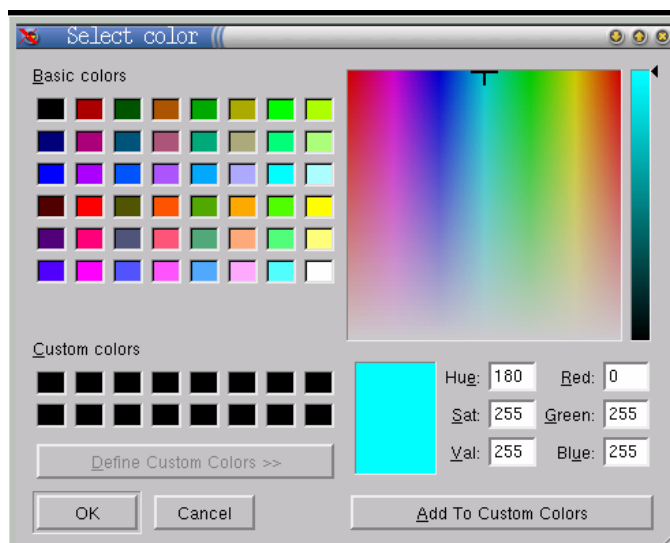 Select color
Basic colors
Custom colors
Define Custom Colors >>
OK
Cancel
Hue: 180
Red: 0
Sat: 255
Green: 255
Val: 255
Blue: 255
Add To Custom Colors